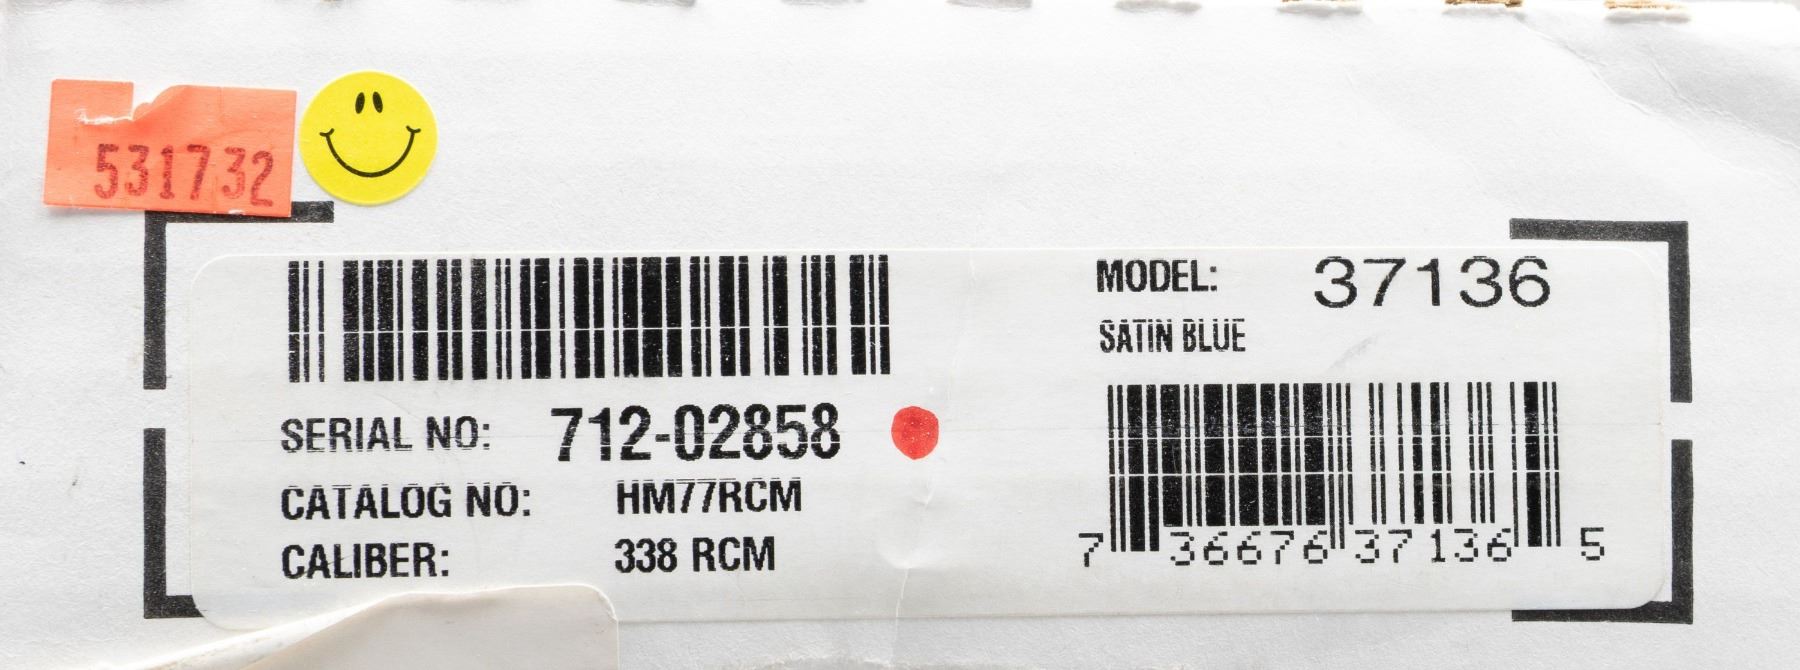 531732
SERIAL NO: 712-02858
CATALOG NO: HM77RCM
CALIBER: 338 RCM
MODEL: 37136
SATIN BLUE
7 36676 37136 5